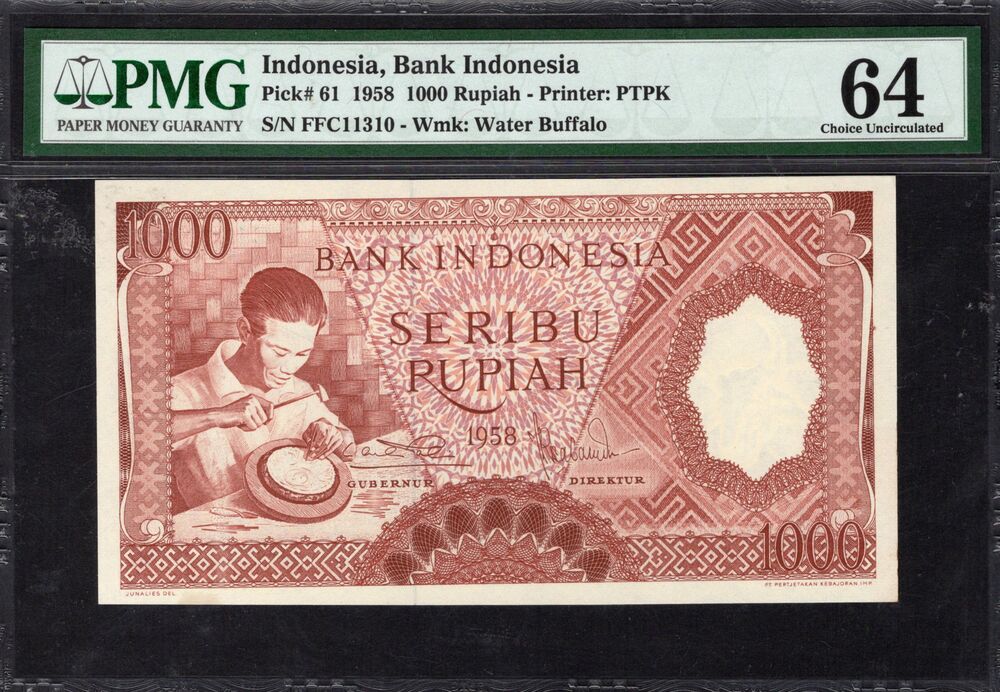 PMG
PAPER MONEY GUARANTY
Indonesia, Bank Indonesia
Pick# 61 1958 1000 Rupiah - Printer: PTPK
S/N FFC11310 - Wmk: Water Buffalo
64
Choice Uncirculated
1000
BANK INDONESIA
SERIBU
RUPIAH
1958
GUBERNUR
DIREKTUR
1000
JUNALIES DEL.
PT. PERTJETAKAN KEBAJORAN IMP.